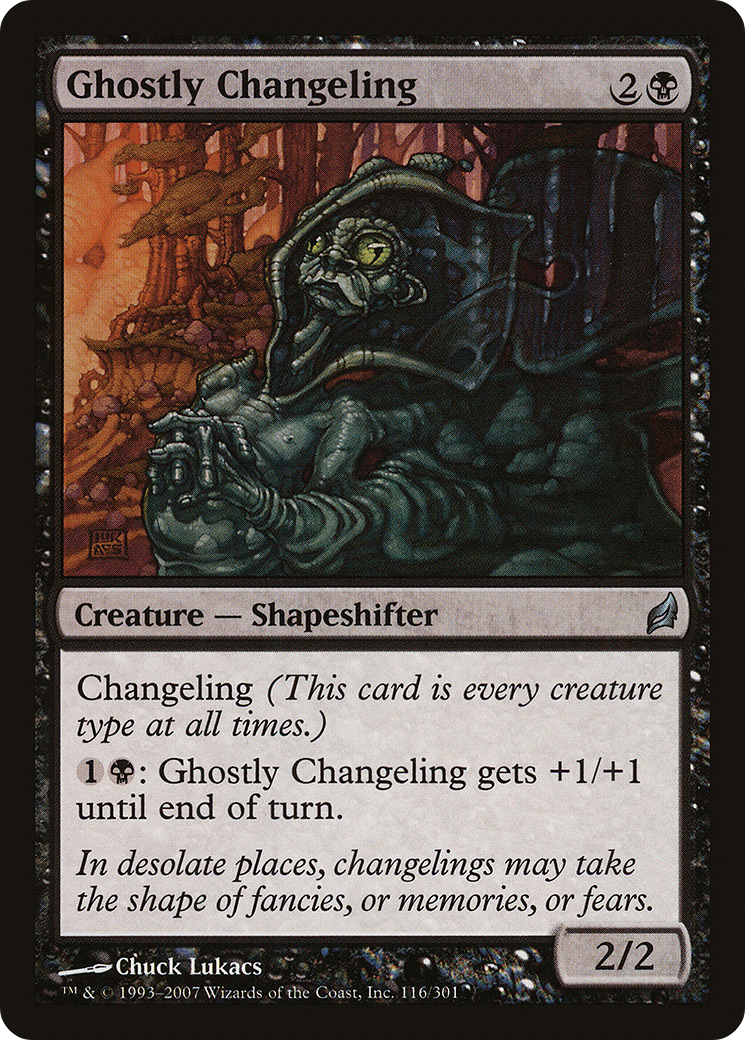 Ghostly Changeling 2
Creature — Shapeshifter
Changeling (This card is every creature
type at all times.)
1: Ghostly Changeling gets +1/+1
until end of turn.
In desolate places, changelings may take
the shape of fancies, or memories, or fears.
2/2
Chuck Lukacs
™ & © 1993–2007 Wizards of the Coast, Inc. 116/301